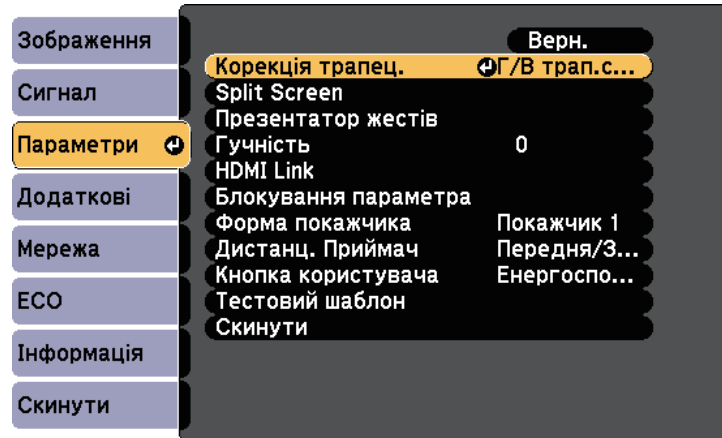 Зображення
Сигнал
Параметри
Додаткові
Мережа
ECO
Інформація
Скинути
Верн.
Корекція трапец. Г/В трап.с...
Split Screen
Презентатор жестів
Гучність 0
HDMI Link
Блокування параметра
Форма покажчика Покажчик 1
Дистанц. Приймач Передня/З...
Кнопка користувача Енергоспо...
Тестовий шаблон
Скинути